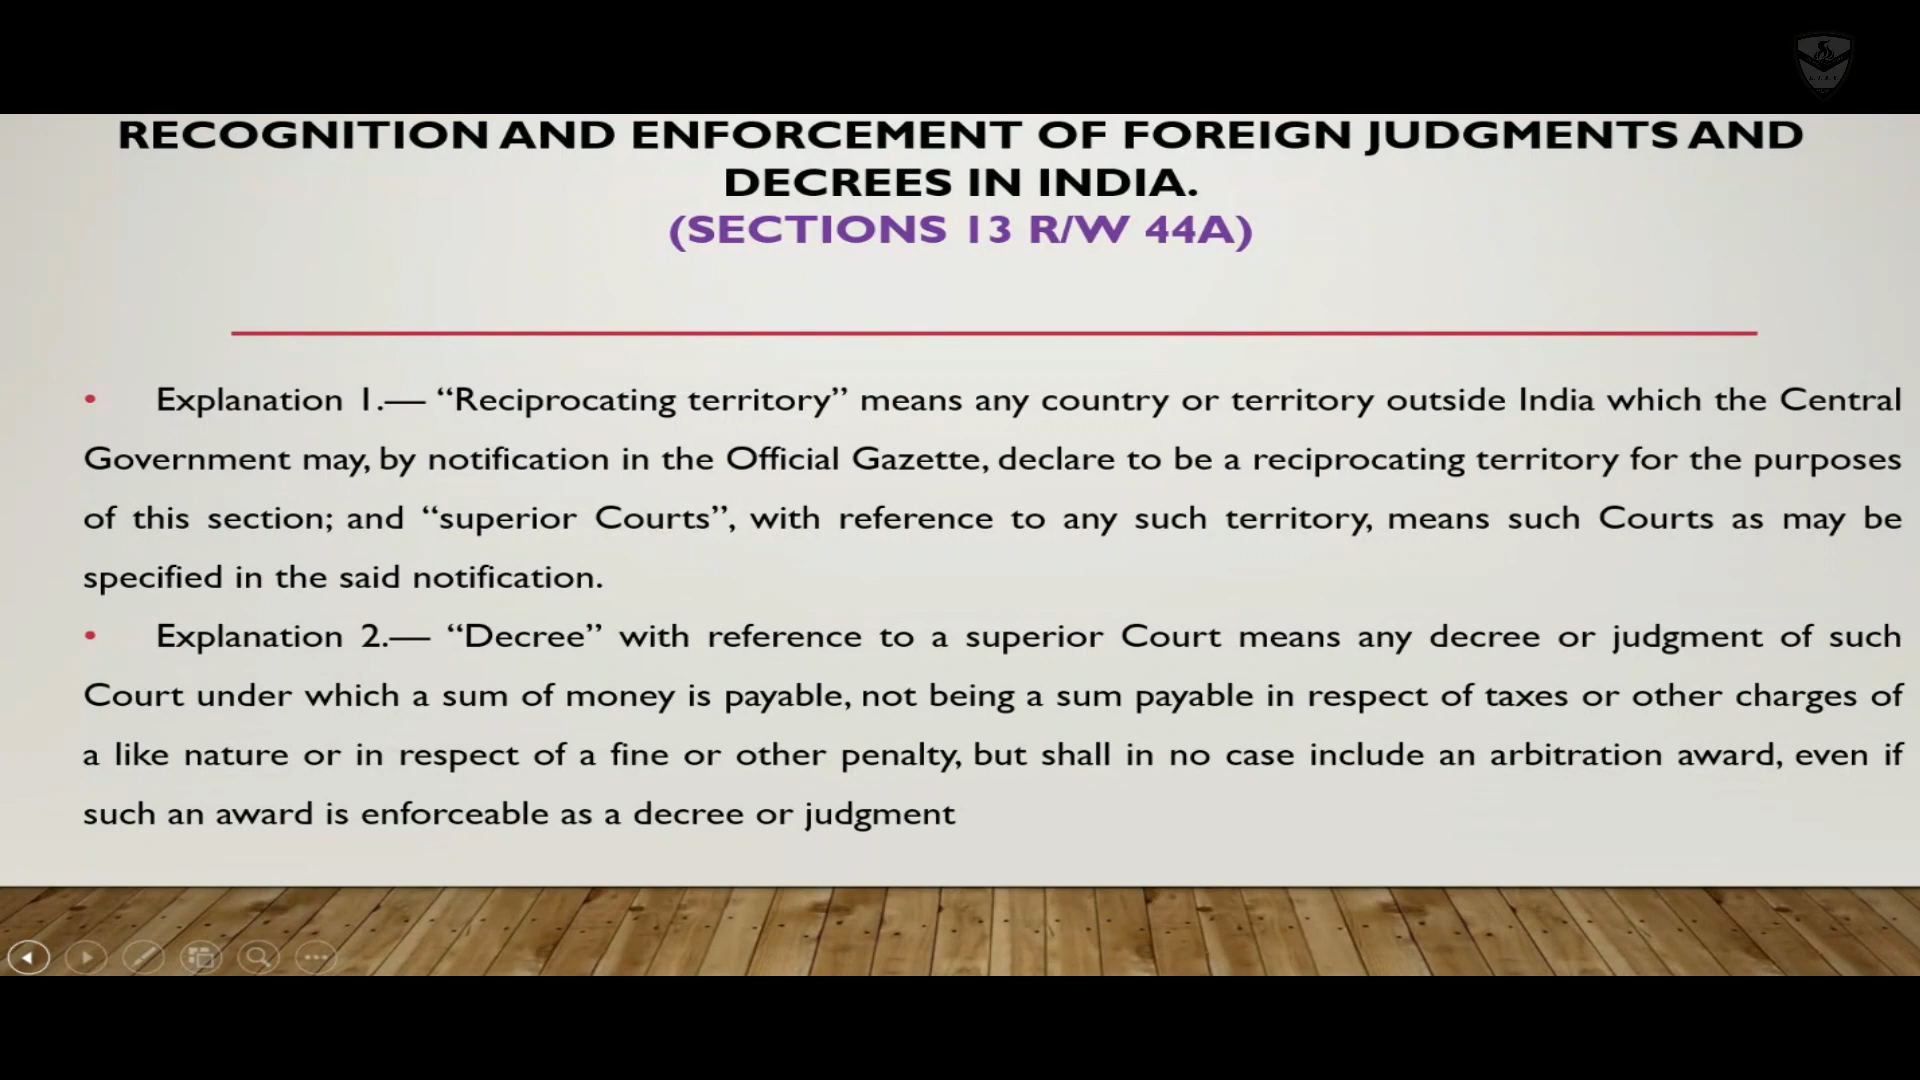 RECOGNITION AND ENFORCEMENT OF FOREIGN JUDGMENTS AND
DECREES IN INDIA.
(SECTIONS 13 R/W 44A)
• Explanation 1.— “Reciprocating territory” means any country or territory outside India which the Central
Government may, by notification in the Official Gazette, declare to be a reciprocating territory for the purposes
of this section; and “superior Courts”, with reference to any such territory, means such Courts as may be
specified in the said notification.
• Explanation 2.— “Decree” with reference to a superior Court means any decree or judgment of such
Court under which a sum of money is payable, not being a sum payable in respect of taxes or other charges of
a like nature or in respect of a fine or other penalty, but shall in no case include an arbitration award, even if
such an award is enforceable as a decree or judgment